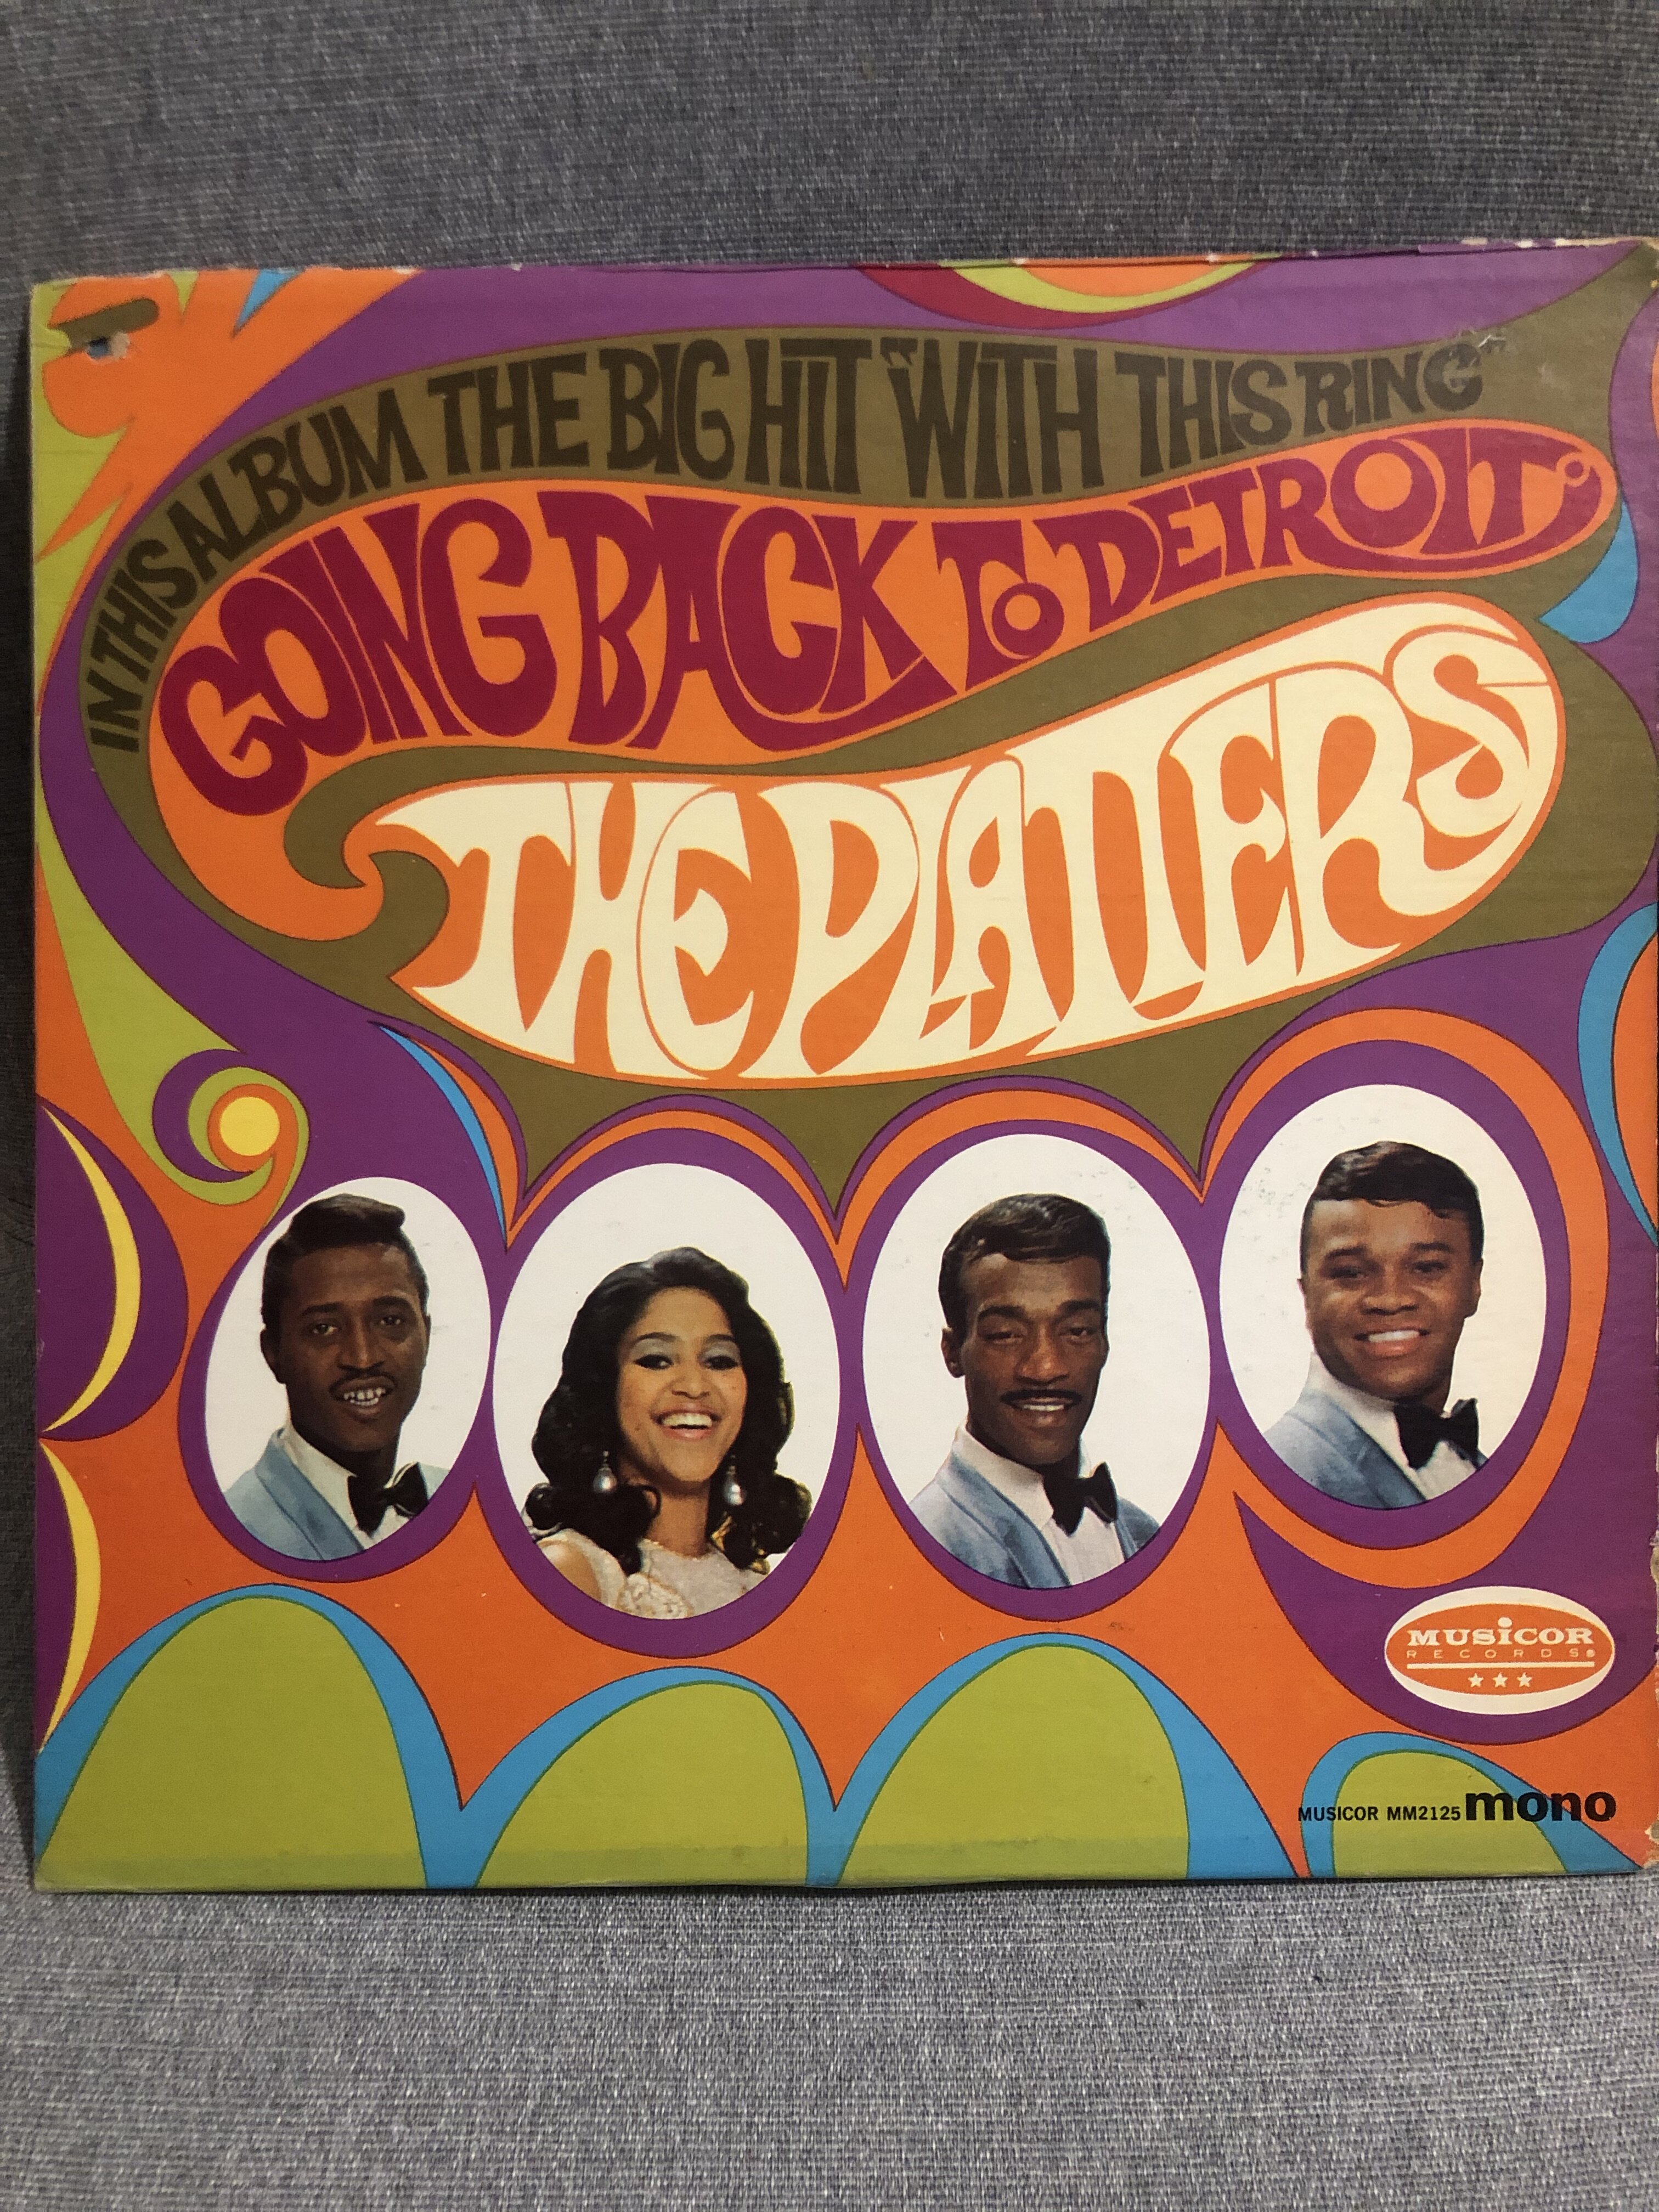 IN THIS ALBUM THE BIG HIT "WITH THIS RING"
GOING BACK TO DETROIT
THE PLATTERS
MUSICOR
RECORDS®
MUSICOR MM2125 mono